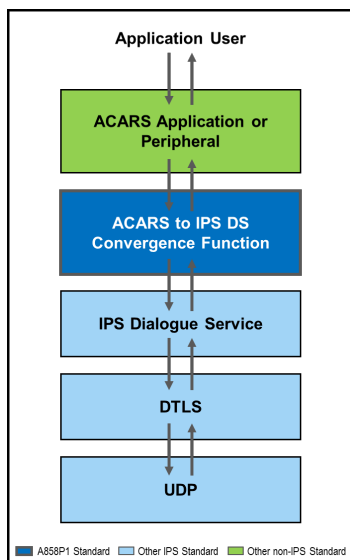 Application User
ACARS Application or
Peripheral
ACARS to IPS DS
Convergence Function
IPS Dialogue Service
DTLS
UDP
A858P1 Standard
Other IPS Standard
Other non-IPS Standard